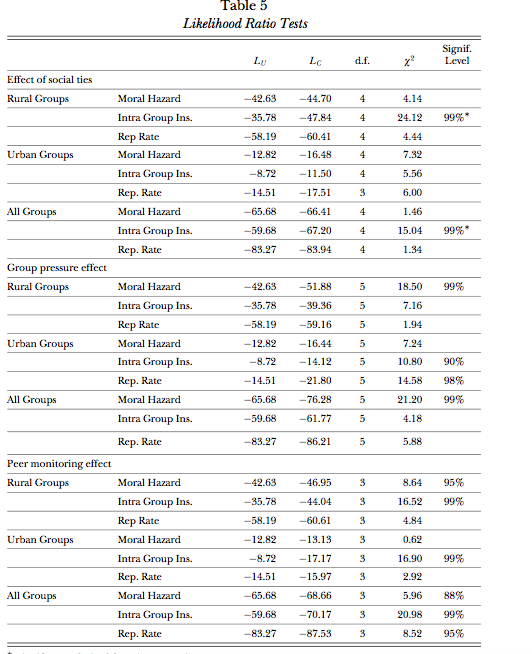 Table 5
Likelihood Ratio Tests
L_U L_C d.f. χ² Signif. Level
Effect of social ties
Rural Groups Moral Hazard −42.63 −44.70 4 4.14
Intra Group Ins. −35.78 −47.84 4 24.12 99%*
Rep Rate −58.19 −60.41 4 4.44
Urban Groups Moral Hazard −12.82 −16.48 4 7.32
Intra Group Ins. −8.72 −11.50 4 5.56
Rep. Rate −14.51 −17.51 3 6.00
All Groups Moral Hazard −65.68 −66.41 4 1.46
Intra Group Ins. −59.68 −67.20 4 15.04 99%*
Rep. Rate −83.27 −83.94 4 1.34
Group pressure effect
Rural Groups Moral Hazard −42.63 −51.88 5 18.50 99%
Intra Group Ins. −35.78 −39.36 5 7.16
Rep Rate −58.19 −59.16 5 1.94
Urban Groups Moral Hazard −12.82 −16.44 5 7.24
Intra Group Ins. −8.72 −14.12 5 10.80 90%
Rep. Rate −14.51 −21.80 5 14.58 98%
All Groups Moral Hazard −65.68 −76.28 5 21.20 99%
Intra Group Ins. −59.68 −61.77 5 4.18
Rep. Rate −83.27 −86.21 5 5.88
Peer monitoring effect
Rural Groups Moral Hazard −42.63 −46.95 3 8.64 95%
Intra Group Ins. −35.78 −44.04 3 16.52 99%
Rep Rate −58.19 −60.61 3 4.84
Urban Groups Moral Hazard −12.82 −13.13 3 0.62
Intra Group Ins. −8.72 −17.17 3 16.90 99%
Rep. Rate −14.51 −15.97 3 2.92
All Groups Moral Hazard −65.68 −68.66 3 5.96 88%
Intra Group Ins. −59.68 −70.17 3 20.98 99%
Rep. Rate −83.27 −87.53 3 8.52 95%